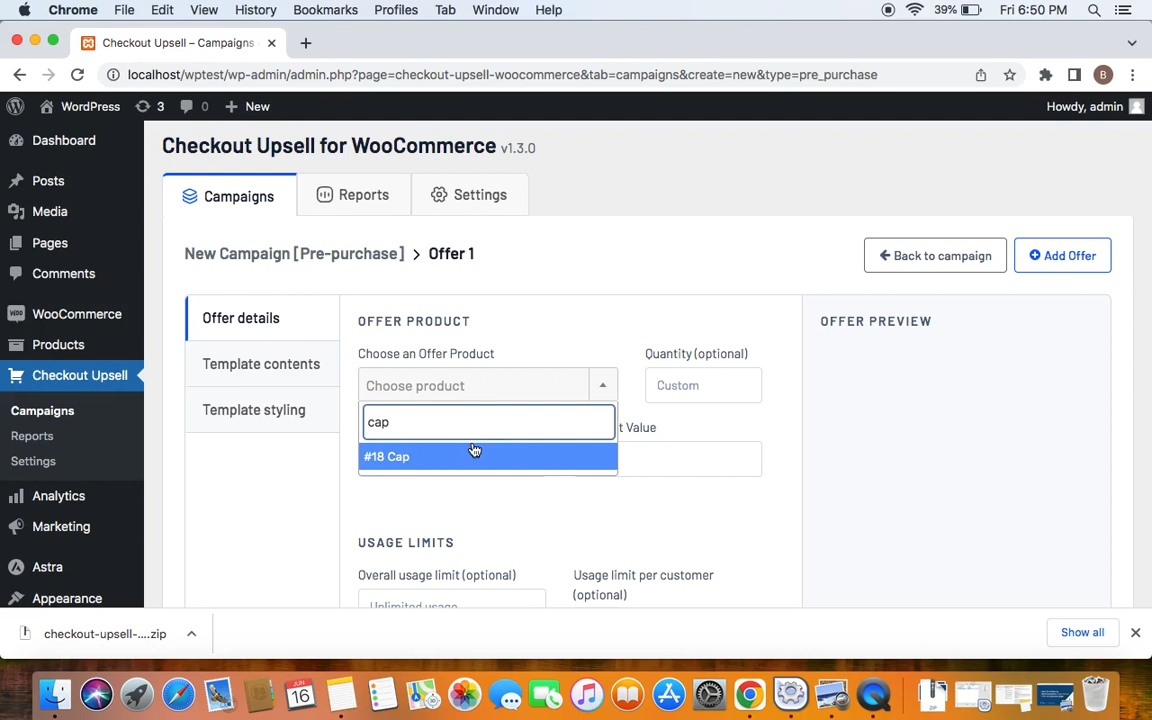 Chrome File Edit View History Bookmarks Profiles Tab Window Help 39% Fri 6:50 PM
Checkout Upsell – Campaigns
localhost/wptest/wp-admin/admin.php?page=checkout-upsell-woocommerce&tab=campaigns&create=new&type=pre_purchase B
WordPress 3 0 New Howdy, admin
Dashboard
Posts
Media
Pages
Comments
WooCommerce
Products
Checkout Upsell
Campaigns
Reports
Settings
Analytics
Marketing
Astra
Appearance
Checkout Upsell for WooCommerce v1.3.0
Campaigns Reports Settings
New Campaign [Pre-purchase] > Offer 1
Back to campaign Add Offer
Offer details
Template contents
Template styling
OFFER PRODUCT
Choose an Offer Product Quantity (optional)
Choose product Custom
cap
t Value
#18 Cap
USAGE LIMITS
Overall usage limit (optional) Usage limit per customer
(optional)
Unlimited usage
OFFER PREVIEW
checkout-upsell-....zip Show all
JUN
16